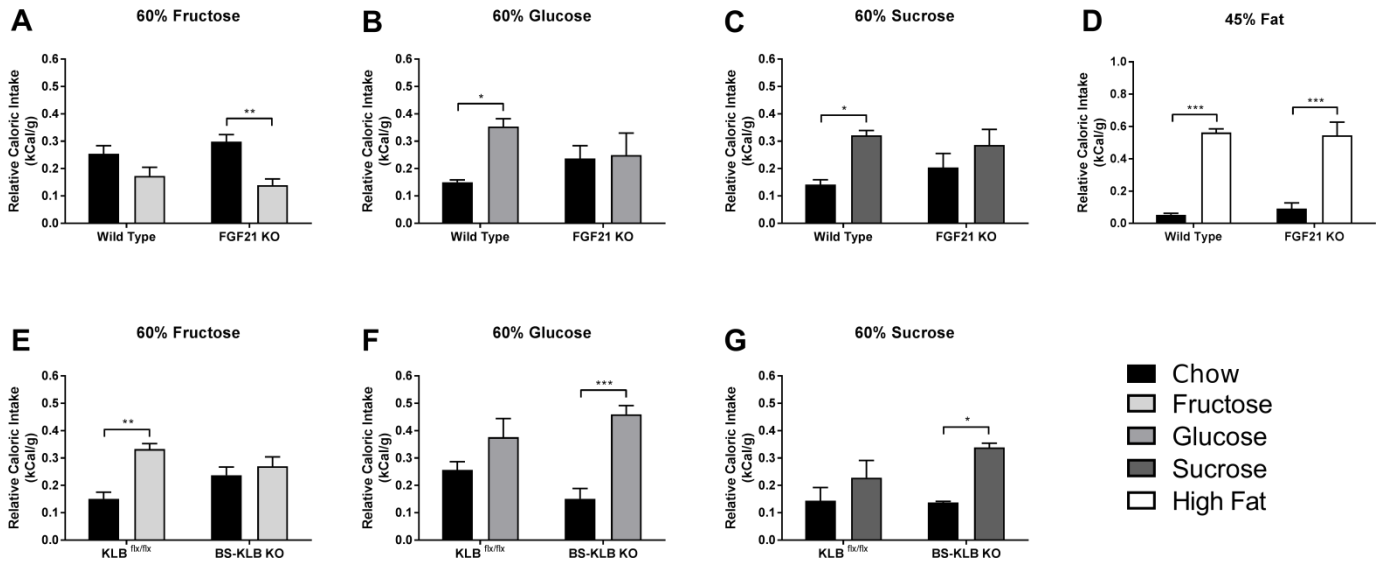 A
60% Fructose
Relative Caloric Intake
(kCal/g)
0.6
0.5
0.4
0.3
0.2
0.1
0.0
**
Wild Type
FGF21 KO
B
60% Glucose
Relative Caloric Intake
(kCal/g)
0.6
0.5
0.4
0.3
0.2
0.1
0.0
*
Wild Type
FGF21 KO
C
60% Sucrose
Relative Caloric Intake
(kCal/g)
0.6
0.5
0.4
0.3
0.2
0.1
0.0
*
Wild Type
FGF21 KO
D
45% Fat
Relative Caloric Intake
(kCal/g)
1.0
0.8
0.6
0.4
0.2
0.0
***
***
Wild Type
FGF21 KO
E
60% Fructose
Relative Caloric Intake
(kCal/g)
0.6
0.5
0.4
0.3
0.2
0.1
0.0
**
KLB flx/flx
BS-KLB KO
F
60% Glucose
Relative Caloric Intake
(kCal/g)
0.6
0.5
0.4
0.3
0.2
0.1
0.0
***
KLB flx/flx
BS-KLB KO
G
60% Sucrose
Relative Caloric Intake
(kCal/g)
0.6
0.5
0.4
0.3
0.2
0.1
0.0
*
KLB flx/flx
BS-KLB KO
Chow
Fructose
Glucose
Sucrose
High Fat